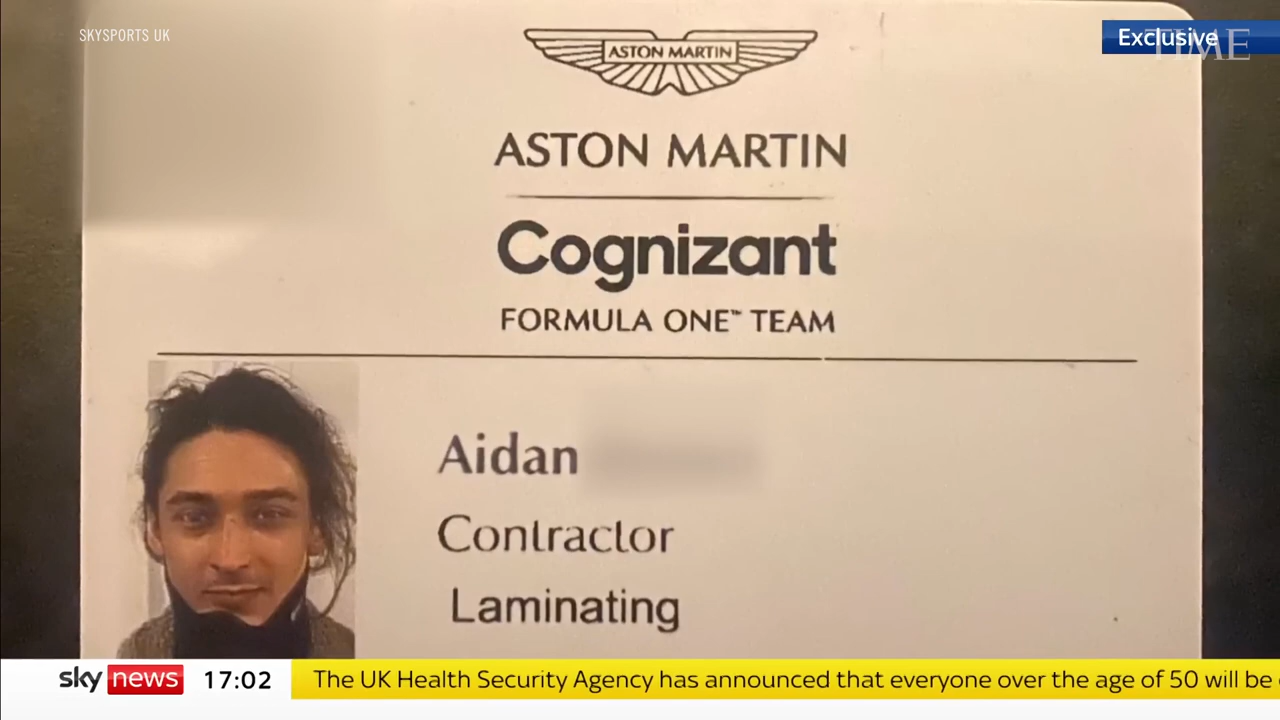 SKYSPORTS UK
Exclusive
TIME
ASTON MARTIN
ASTON MARTIN
Cognizant
FORMULA ONE™ TEAM
Aidan
Contractor
Laminating
sky news 17:02 The UK Health Security Agency has announced that everyone over the age of 50 will be